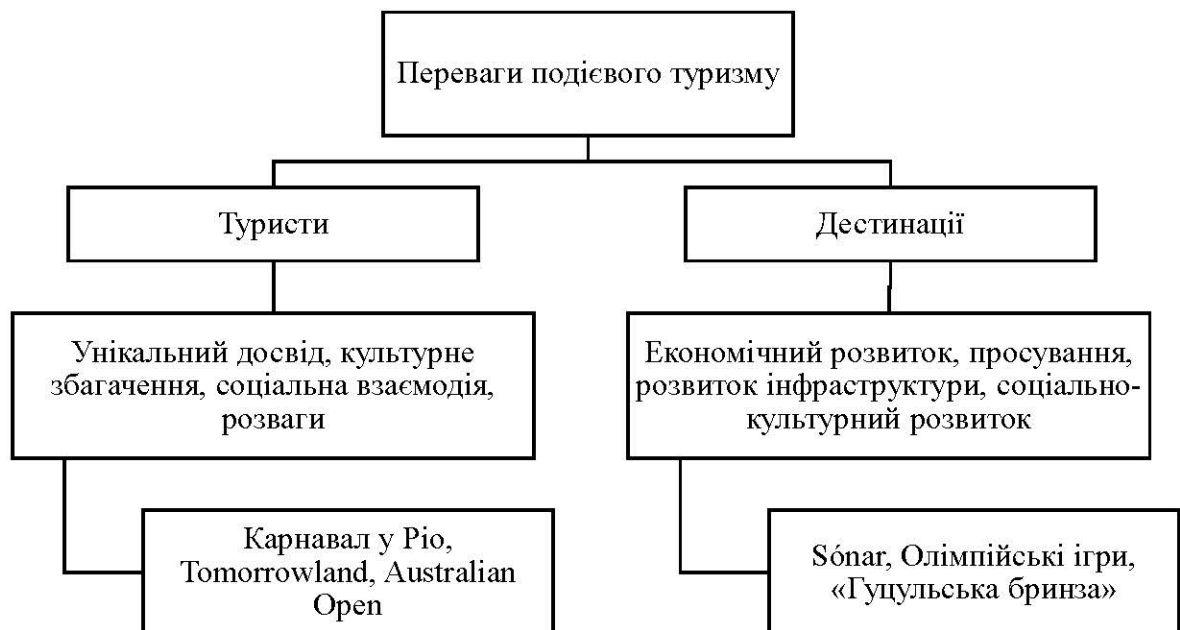 Переваги подієвого туризму
Туристи
Дестинації
Унікальний досвід, культурне
збагачення, соціальна взаємодія,
розваги
Економічний розвиток, просування,
розвиток інфраструктури, соціально-
культурний розвиток
Карнавал у Ріо,
Tomorrowland, Australian
Open
Sónar, Олімпійські ігри,
«Гуцульська бринза»